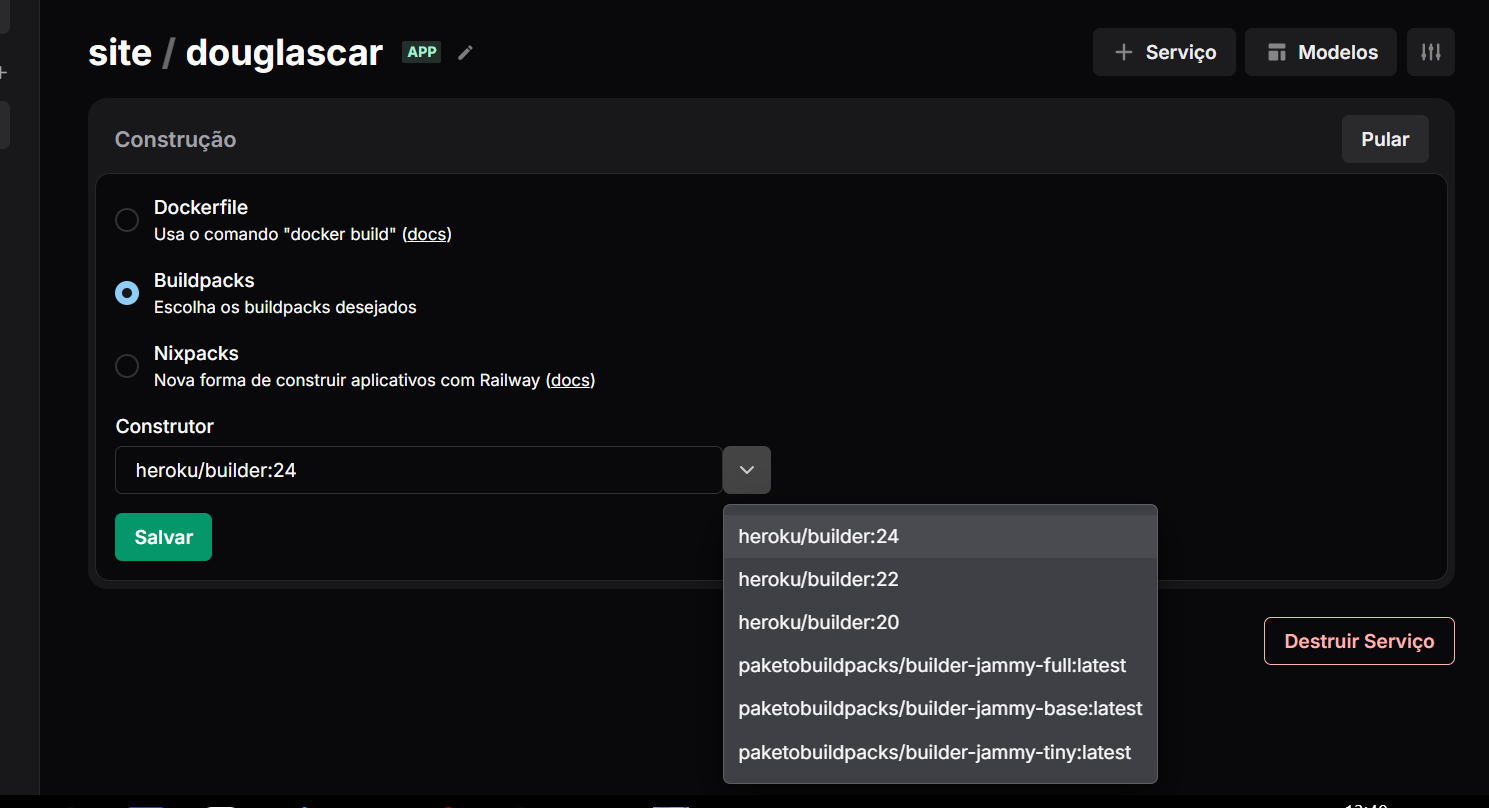 site / douglascar APP
Serviço
Modelos
Construção
Pular
Dockerfile
Usa o comando "docker build" (docs)
Buildpacks
Escolha os buildpacks desejados
Nixpacks
Nova forma de construir aplicativos com Railway (docs)
Construtor
heroku/builder:24
Salvar
heroku/builder:24
heroku/builder:22
heroku/builder:20
paketobuildpacks/builder-jammy-full:latest
paketobuildpacks/builder-jammy-base:latest
paketobuildpacks/builder-jammy-tiny:latest
Destruir Serviço